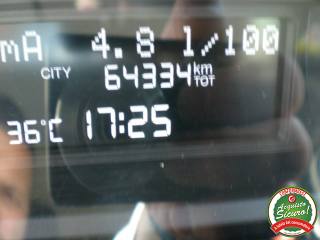 mA 4.8 l/100
CITY 64334 km TOT
36°C 17:25
Acquisto Sicuro!